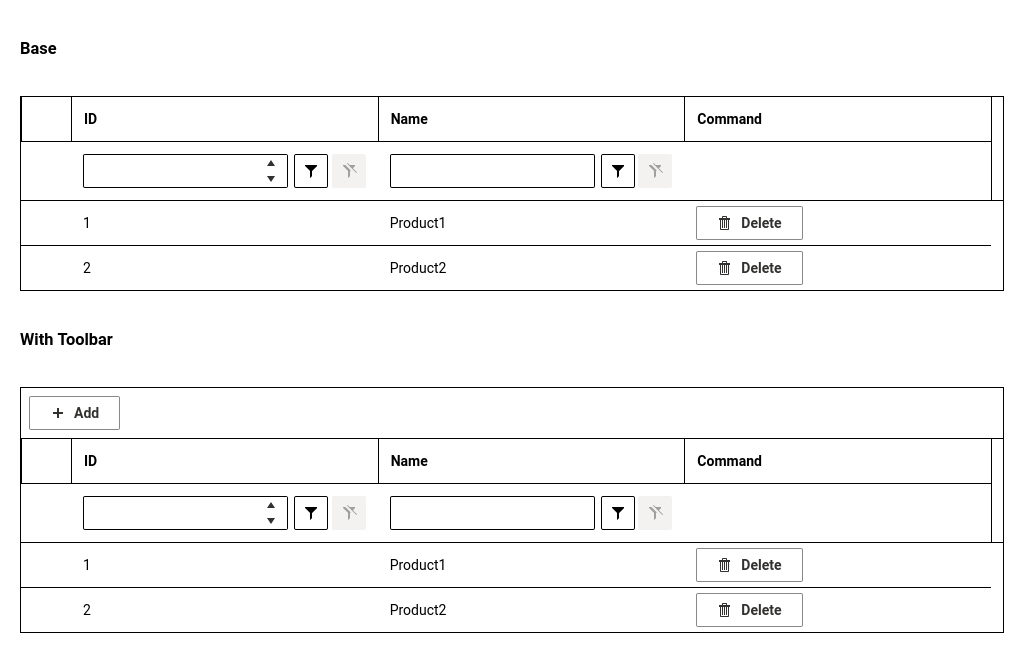 Base
ID Name Command
1 Product1 Delete
2 Product2 Delete
With Toolbar
Add
ID Name Command
1 Product1 Delete
2 Product2 Delete